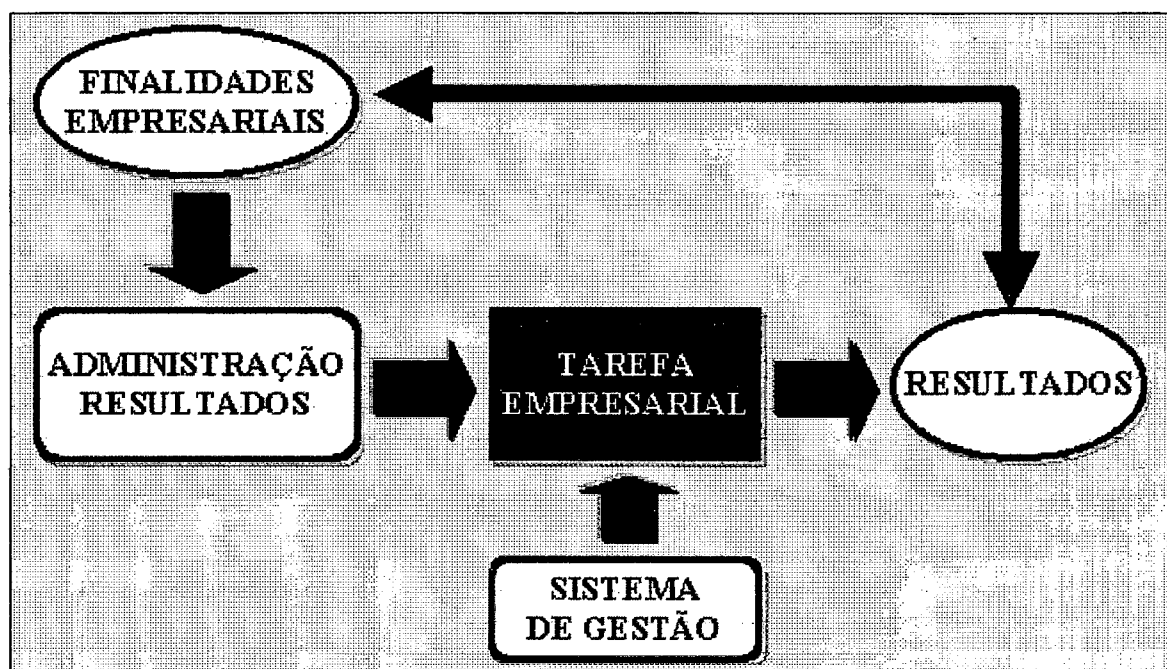 FINALIDADES
EMPRESARIAIS
ADMINISTRAÇÃO
RESULTADOS
TAREFA
EMPRESARIAL
RESULTADOS
SISTEMA
DE GESTÃO